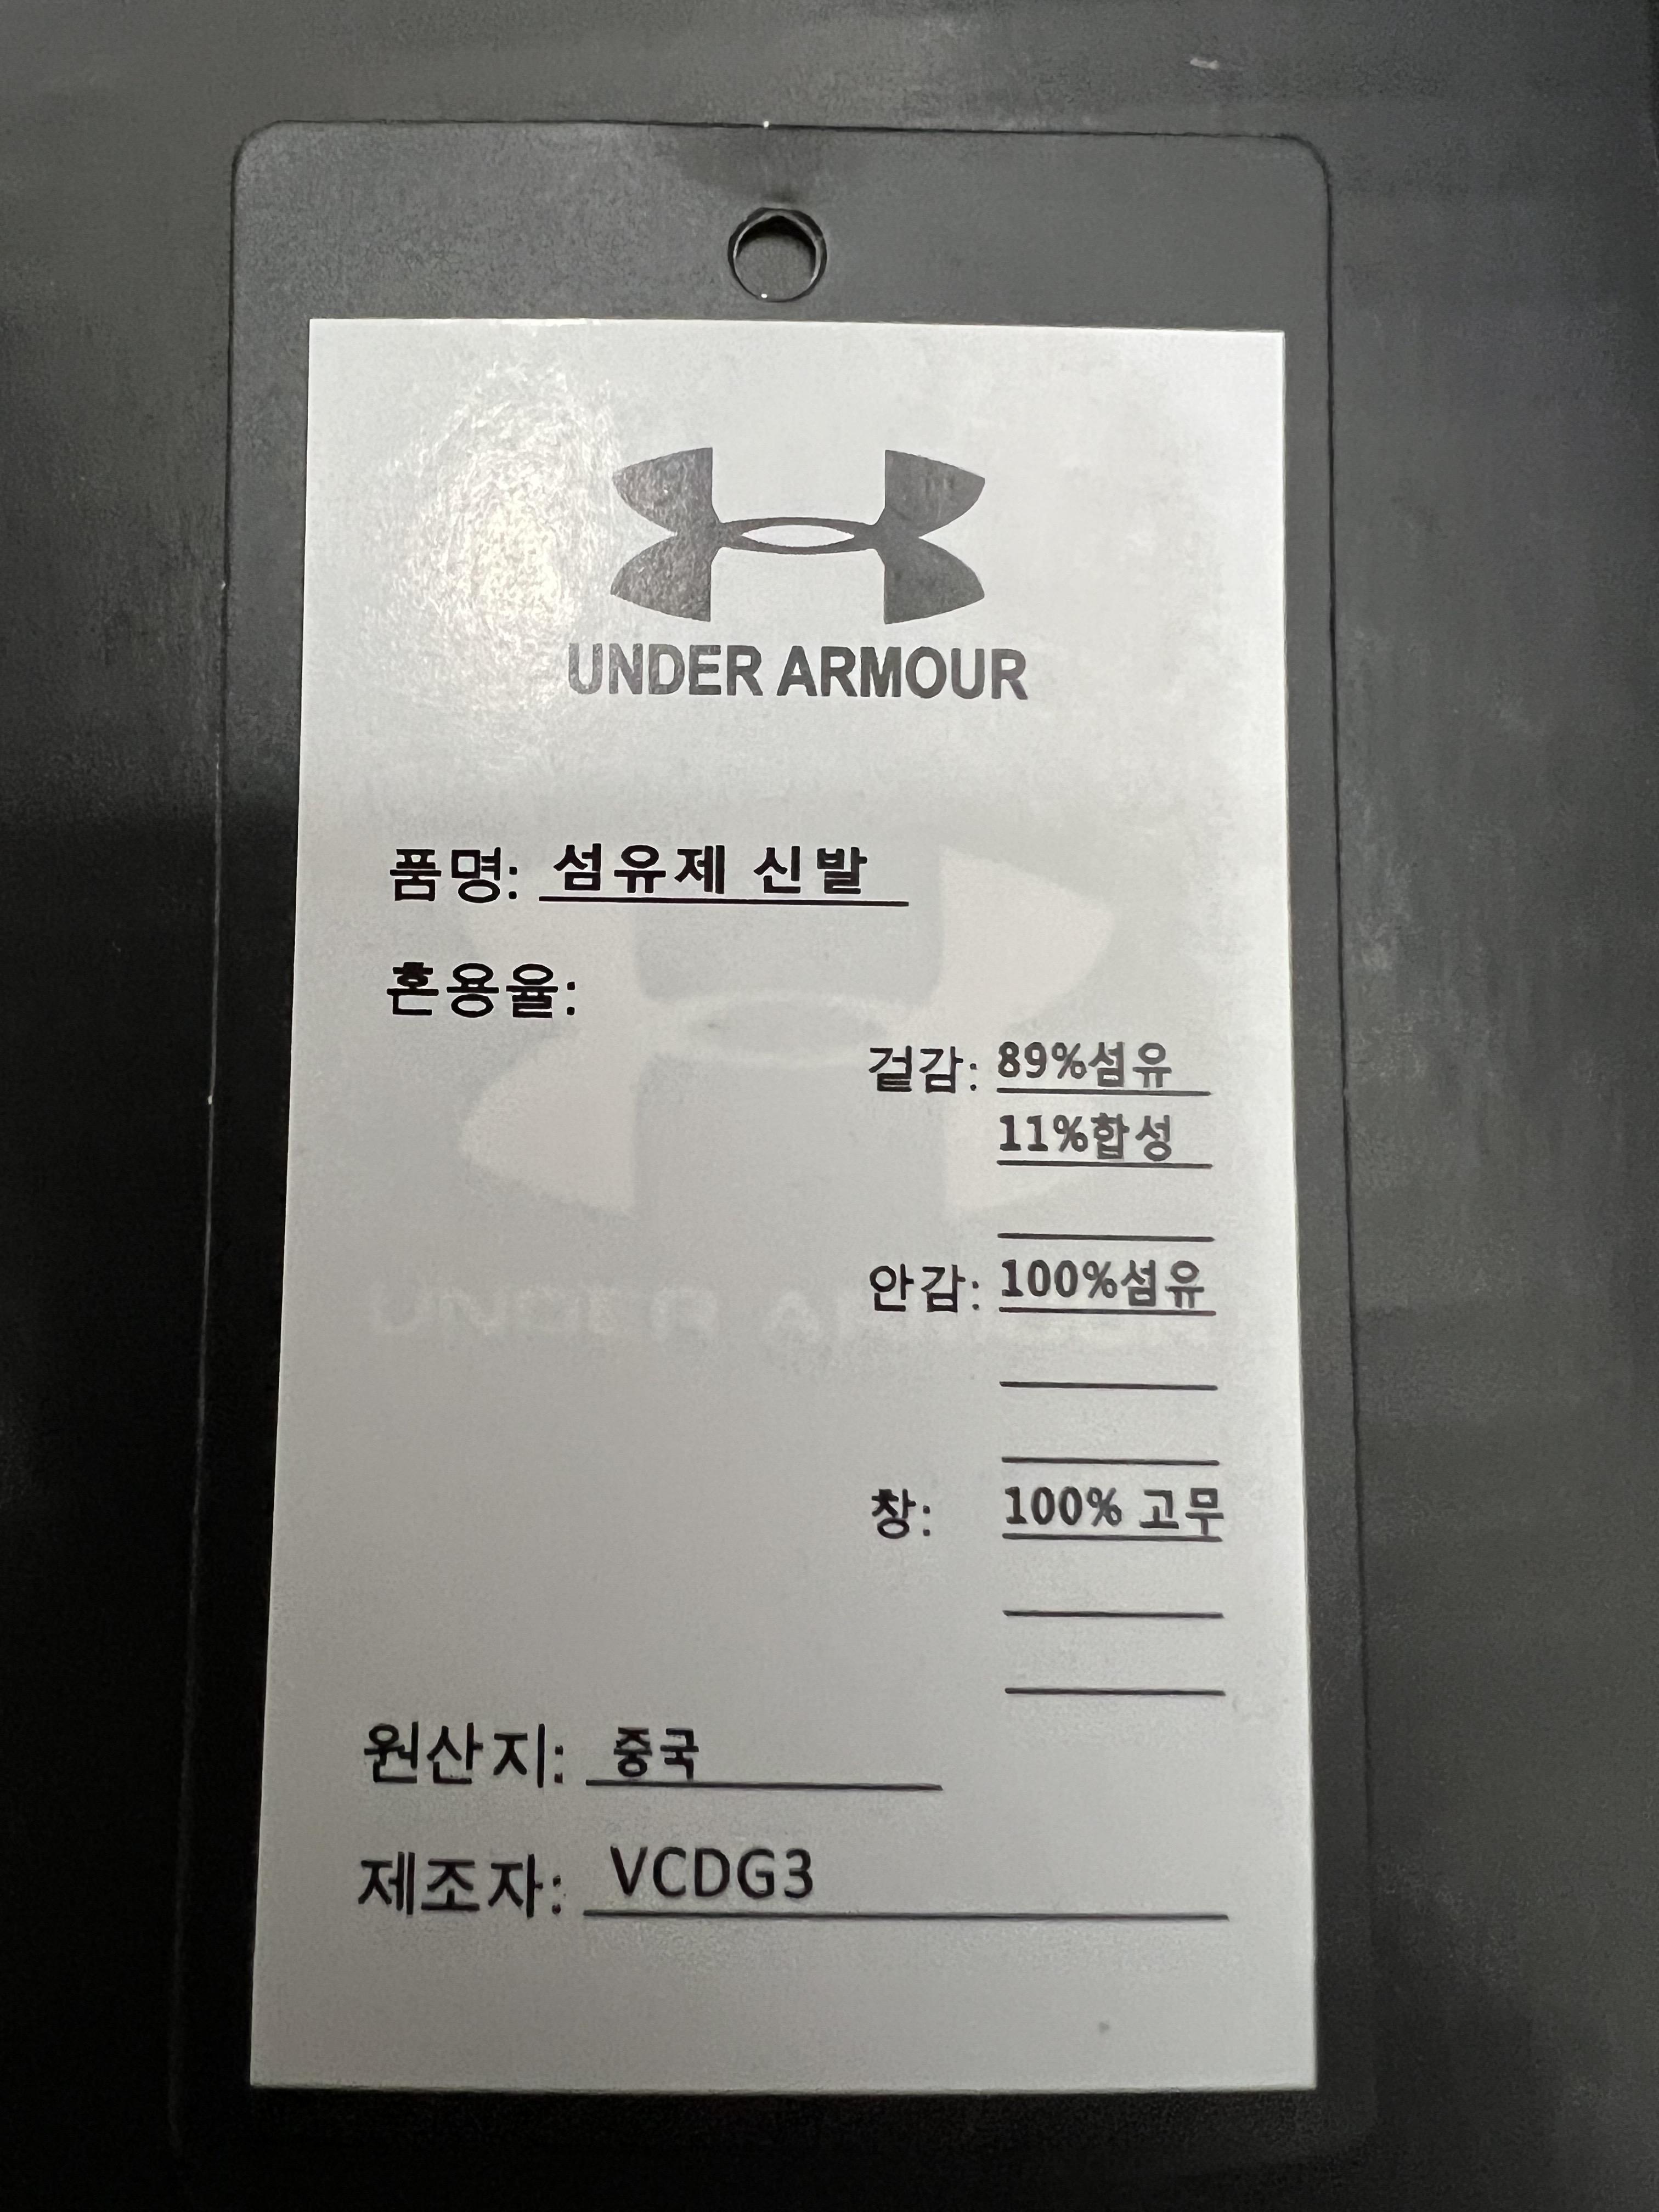 UNDER ARMOUR
품명: 섬유제 신발
혼용율:
겉감: 89%섬유
11%합성
안감: 100%섬유
창: 100% 고무
원산지: 중국
제조자: VCDG3